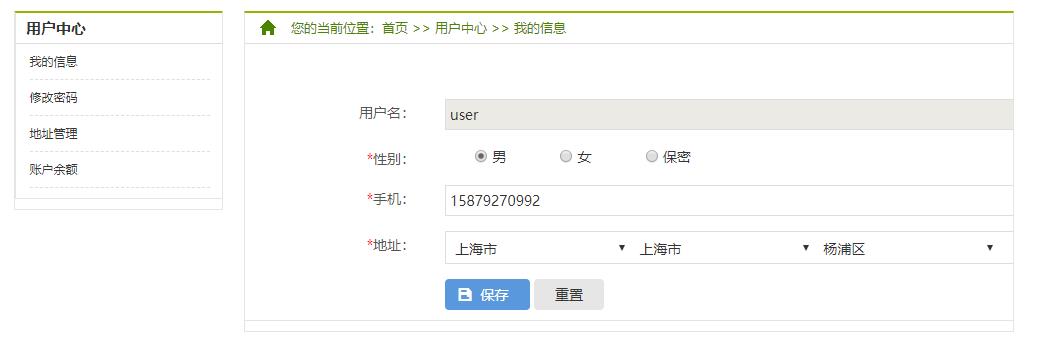 用户中心
我的信息
修改密码
地址管理
账户余额
您的当前位置：首页 >> 用户中心 >> 我的信息
用户名： user
*性别： 男 女 保密
*手机： 15879270992
*地址： 上海市 上海市 杨浦区
保存 重置